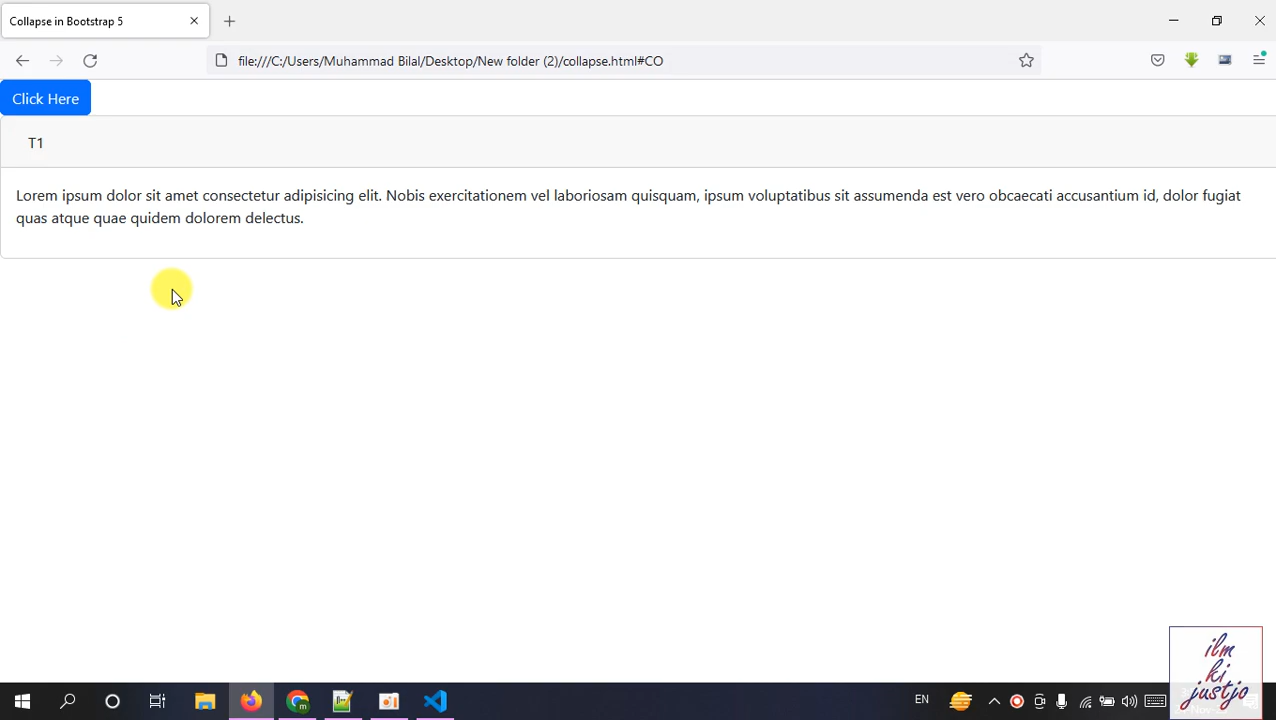 Collapse in Bootstrap 5
file:///C:/Users/Muhammad Bilal/Desktop/New folder (2)/collapse.html#CO
Click Here
T1
Lorem ipsum dolor sit amet consectetur adipisicing elit. Nobis exercitationem vel laboriosam quisquam, ipsum voluptatibus sit assumenda est vero obcaecati accusantium id, dolor fugiat
quas atque quae quidem dolorem delectus.
ilm
ki
justjo
EN